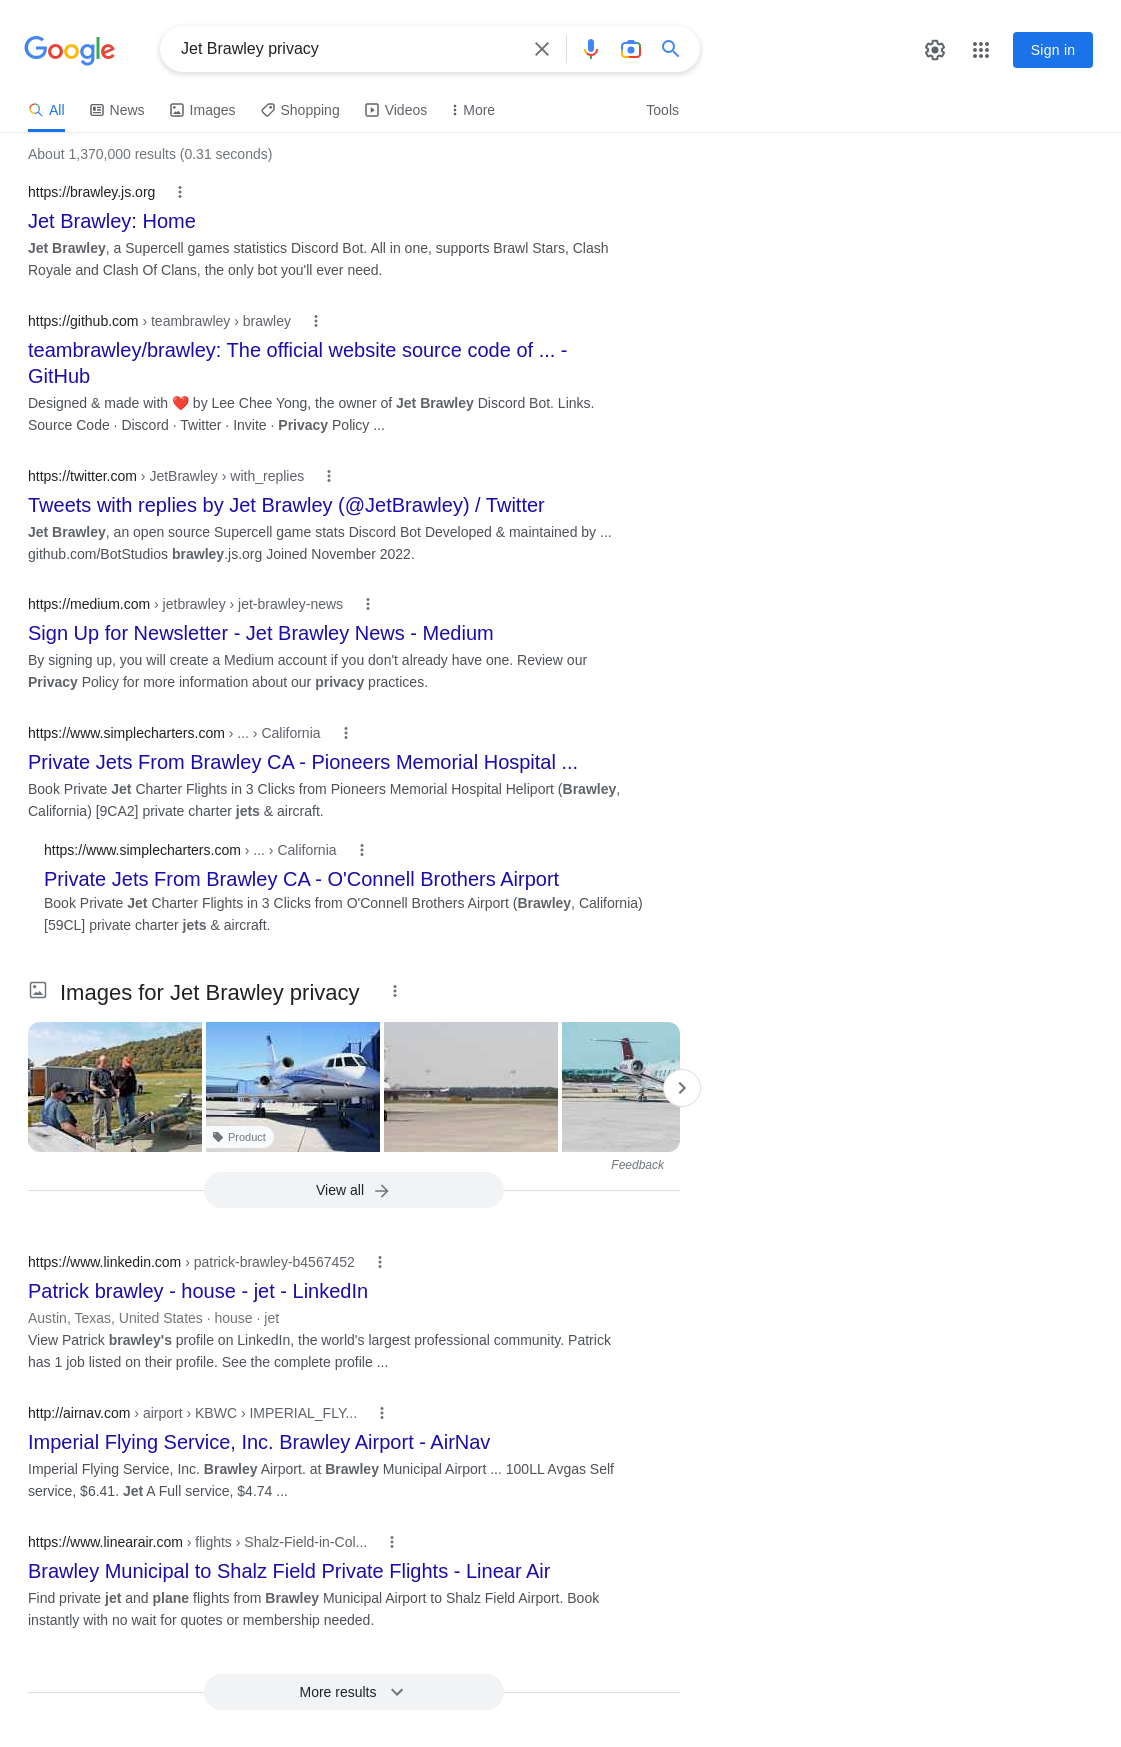 Google
Jet Brawley privacy
Sign in
All
News
Images
Shopping
Videos
More
Tools
About 1,370,000 results (0.31 seconds)
https://brawley.js.org
Jet Brawley: Home
Jet Brawley, a Supercell games statistics Discord Bot. All in one, supports Brawl Stars, Clash
Royale and Clash Of Clans, the only bot you'll ever need.
https://github.com › teambrawley › brawley
teambrawley/brawley: The official website source code of ... -
GitHub
Designed & made with ❤️ by Lee Chee Yong, the owner of Jet Brawley Discord Bot. Links.
Source Code · Discord · Twitter · Invite · Privacy Policy ...
https://twitter.com › JetBrawley › with_replies
Tweets with replies by Jet Brawley (@JetBrawley) / Twitter
Jet Brawley, an open source Supercell game stats Discord Bot Developed & maintained by ...
github.com/BotStudios brawley.js.org Joined November 2022.
https://medium.com › jetbrawley › jet-brawley-news
Sign Up for Newsletter - Jet Brawley News - Medium
By signing up, you will create a Medium account if you don't already have one. Review our
Privacy Policy for more information about our privacy practices.
https://www.simplecharters.com › ... › California
Private Jets From Brawley CA - Pioneers Memorial Hospital ...
Book Private Jet Charter Flights in 3 Clicks from Pioneers Memorial Hospital Heliport (Brawley,
California) [9CA2] private charter jets & aircraft.
https://www.simplecharters.com › ... › California
Private Jets From Brawley CA - O'Connell Brothers Airport
Book Private Jet Charter Flights in 3 Clicks from O'Connell Brothers Airport (Brawley, California)
[59CL] private charter jets & aircraft.
Images for Jet Brawley privacy
Product
Feedback
View all
https://www.linkedin.com › patrick-brawley-b4567452
Patrick brawley - house - jet - LinkedIn
Austin, Texas, United States · house · jet
View Patrick brawley's profile on LinkedIn, the world's largest professional community. Patrick
has 1 job listed on their profile. See the complete profile ...
http://airnav.com › airport › KBWC › IMPERIAL_FLY...
Imperial Flying Service, Inc. Brawley Airport - AirNav
Imperial Flying Service, Inc. Brawley Airport. at Brawley Municipal Airport ... 100LL Avgas Self
service, $6.41. Jet A Full service, $4.74 ...
https://www.linearair.com › flights › Shalz-Field-in-Col...
Brawley Municipal to Shalz Field Private Flights - Linear Air
Find private jet and plane flights from Brawley Municipal Airport to Shalz Field Airport. Book
instantly with no wait for quotes or membership needed.
More results